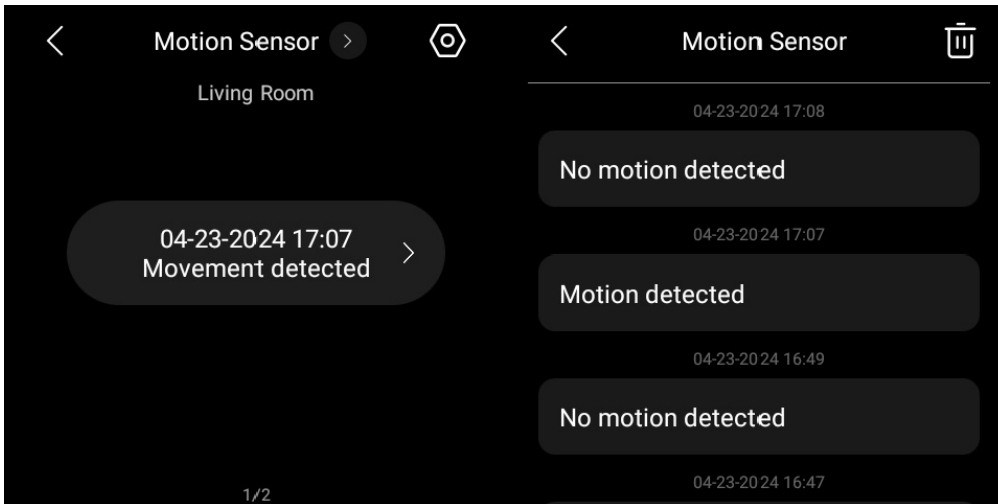 Motion Sensor
Living Room
04-23-2024 17:07
Movement detected
1/2
Motion Sensor
04-23-2024 17:08
No motion detected
04-23-2024 17:07
Motion detected
04-23-2024 16:49
No motion detected
04-23-2024 16:47